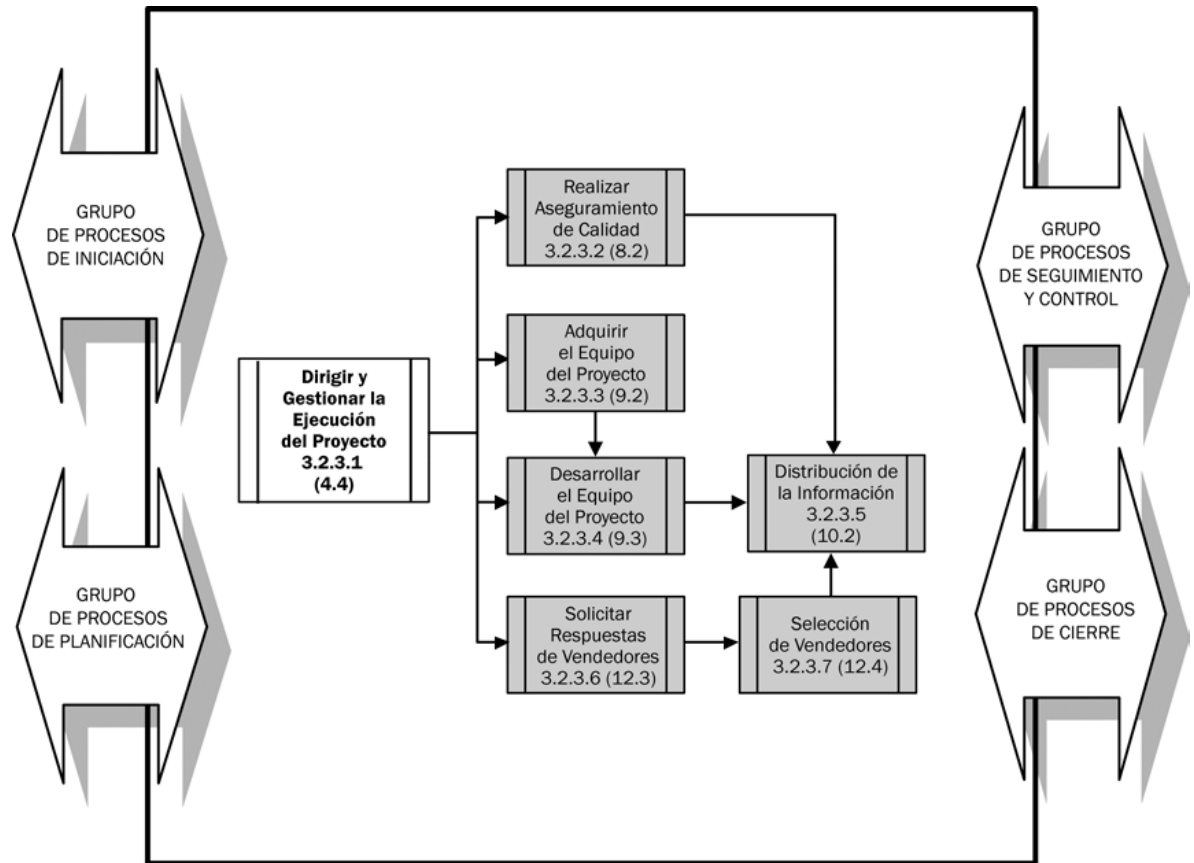 GRUPO
DE PROCESOS
DE INICIACIÓN
Realizar
Aseguramiento
de Calidad
3.2.3.2 (8.2)
GRUPO
DE PROCESOS
DE SEGUIMIENTO
Y CONTROL
Adquirir
el Equipo
del Proyecto
3.2.3.3 (9.2)
Dirigir y
Gestionar la
Ejecución
del Proyecto
3.2.3.1
(4.4)
Desarrollar
el Equipo
del Proyecto
3.2.3.4 (9.3)
Distribución de
la Información
3.2.3.5
(10.2)
GRUPO
DE PROCESOS
DE PLANIFICACIÓN
Solicitar
Respuestas
de Vendedores
3.2.3.6 (12.3)
Selección
de Vendedores
3.2.3.7 (12.4)
GRUPO
DE PROCESOS
DE CIERRE